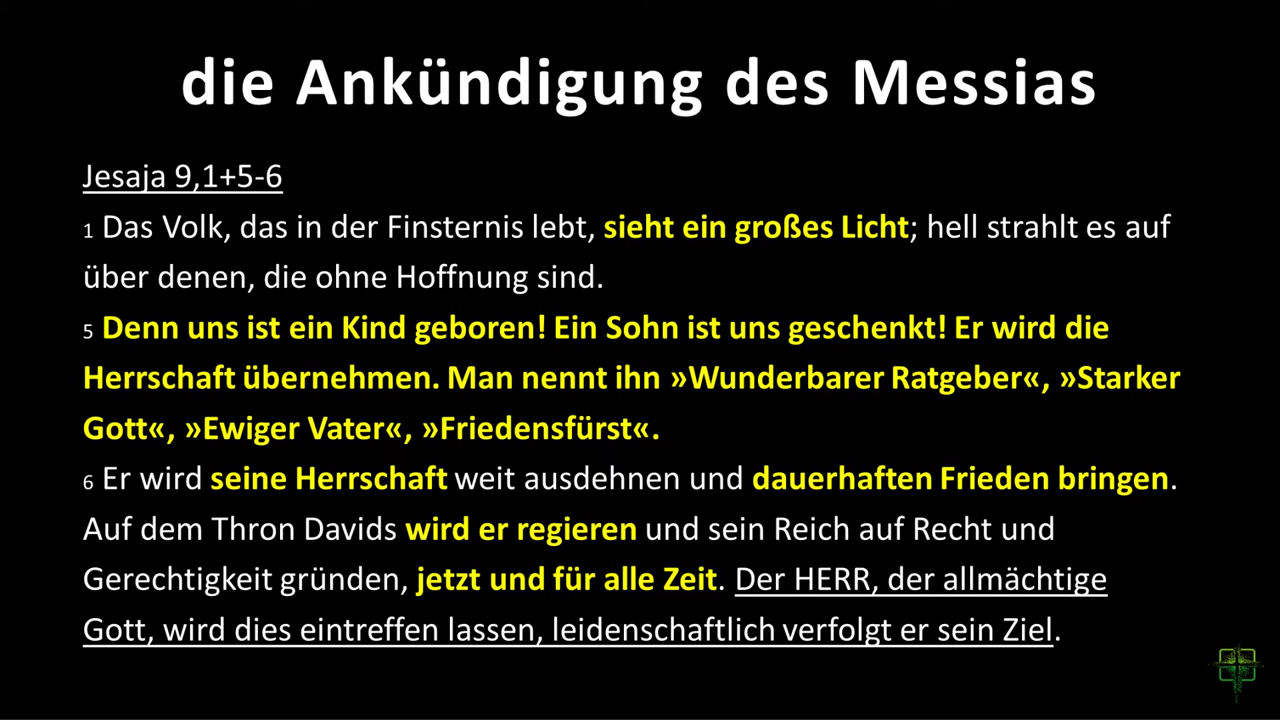 die Ankündigung des Messias
Jesaja 9,1+5-6
1 Das Volk, das in der Finsternis lebt, sieht ein großes Licht; hell strahlt es auf
über denen, die ohne Hoffnung sind.
5 Denn uns ist ein Kind geboren! Ein Sohn ist uns geschenkt! Er wird die
Herrschaft übernehmen. Man nennt ihn »Wunderbarer Ratgeber«, »Starker
Gott«, »Ewiger Vater«, »Friedensfürst«.
6 Er wird seine Herrschaft weit ausdehnen und dauerhaften Frieden bringen.
Auf dem Thron Davids wird er regieren und sein Reich auf Recht und
Gerechtigkeit gründen, jetzt und für alle Zeit. Der HERR, der allmächtige
Gott, wird dies eintreffen lassen, leidenschaftlich verfolgt er sein Ziel.